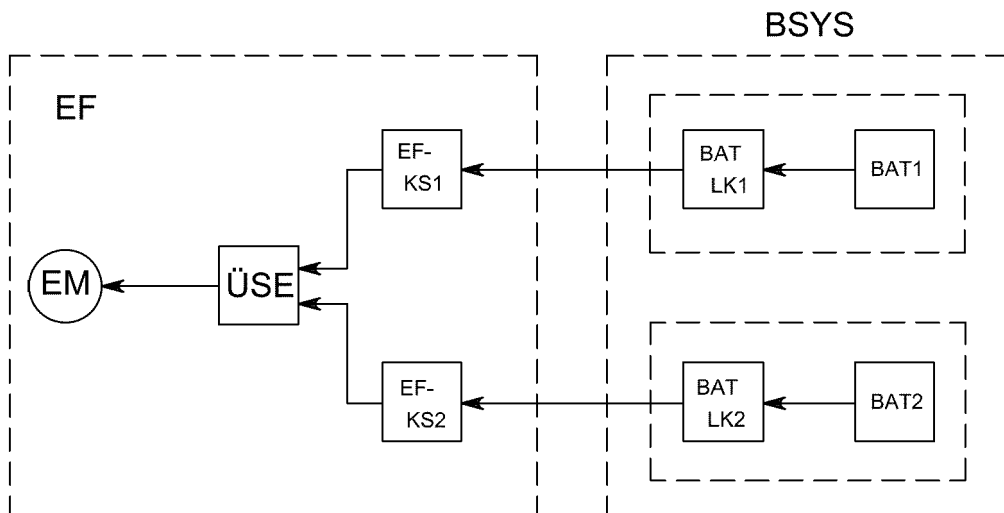 BSYS
EF
EF-
KS1
BAT
LK1
BAT1
EM
ÜSE
EF-
KS2
BAT
LK2
BAT2